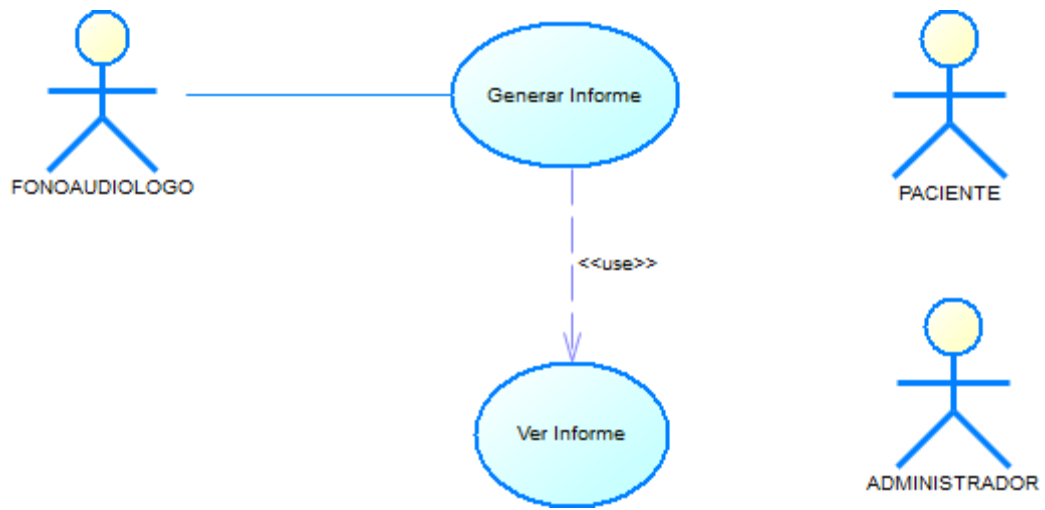 Generar Informe
FONOAUDIOLOGO
PACIENTE
<<use>>
Ver Informe
ADMINISTRADOR